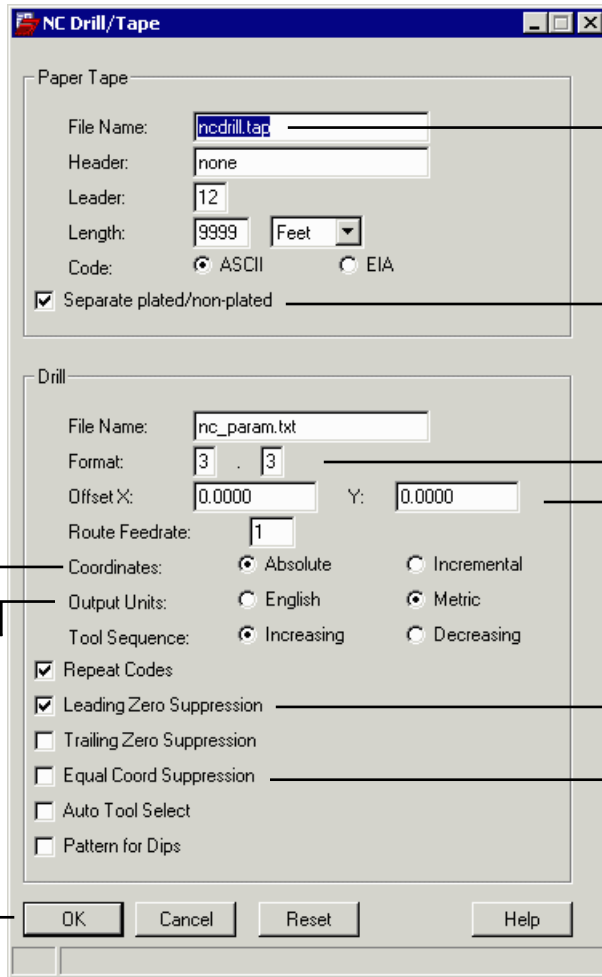 NC Drill/Tape
Paper Tape
File Name: ncdrill.tap
Header: none
Leader: 12
Length: 9999 Feet
Code: ASCII EIA
Separate plated/non-plated
Drill
File Name: nc_param.txt
Format: 3 . 3
Offset X: 0.0000 Y: 0.0000
Route Feedrate: 1
Coordinates: Absolute Incremental
Output Units: English Metric
Tool Sequence: Increasing Decreasing
Repeat Codes
Leading Zero Suppression
Trailing Zero Suppression
Equal Coord Suppression
Auto Tool Select
Pattern for Dips
OK Cancel Reset Help